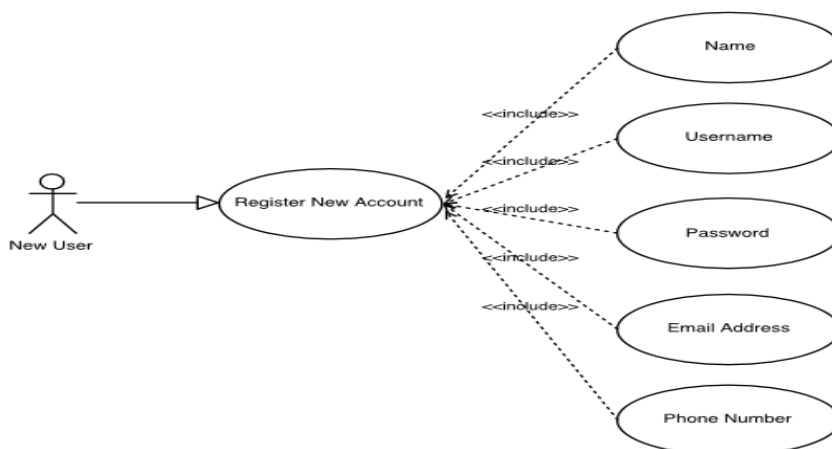 Name
<<include>>
Username
<<include>>
Register New Account
<<include>>
Password
New User
<<include>>
Email Address
<<include>>
Phone Number